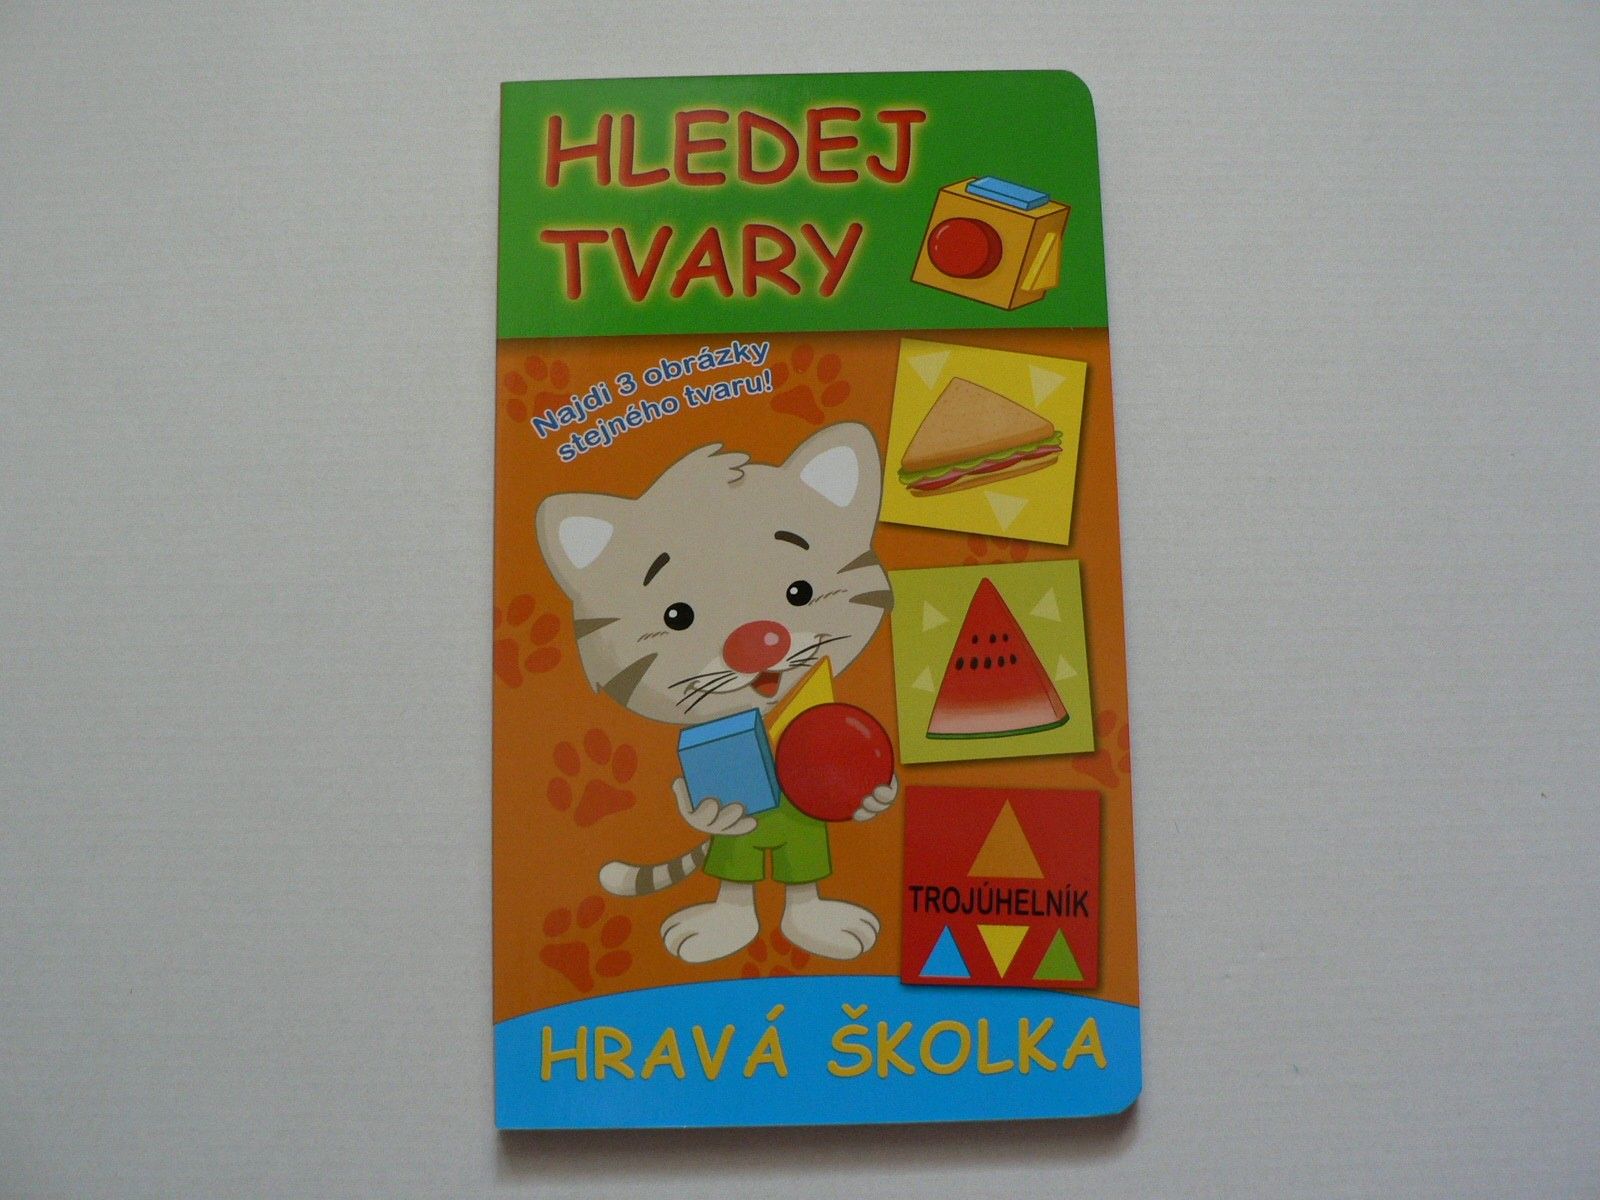 HLEDEJ
TVARY
Najdi 3 obrázky
stejného tvaru!
TROJÚHELNÍK
HRAVÁ ŠKOLKA